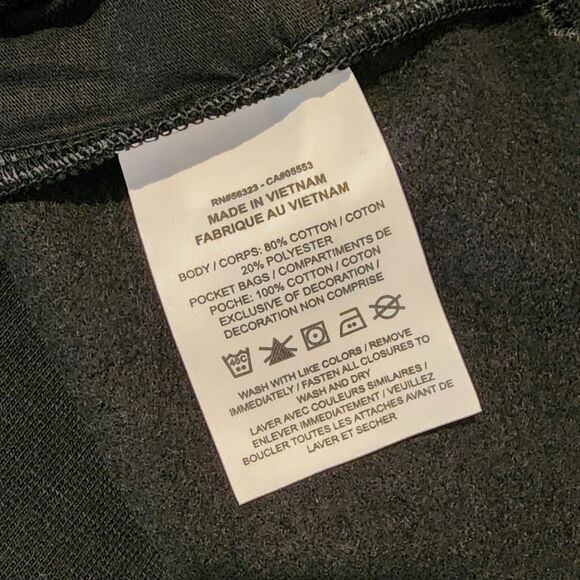 RN#56323 - CA#05553
MADE IN VIETNAM
FABRIQUE AU VIETNAM
BODY / CORPS: 80% COTTON / COTON
20% POLYESTER
POCKET BAGS / COMPARTIMENTS DE
POCHE: 100% COTTON / COTON
EXCLUSIVE OF DECORATION /
DECORATION NON COMPRISE
40C
WASH WITH LIKE COLORS / REMOVE
IMMEDIATELY / FASTEN ALL CLOSURES TO
WASH AND DRY
LAVER AVEC COULEURS SIMILAIRES /
ENLEVER IMMEDIATEMENT / VEUILLEZ
BOUCLER TOUTES LES ATTACHES AVANT DE
LAVER ET SECHER